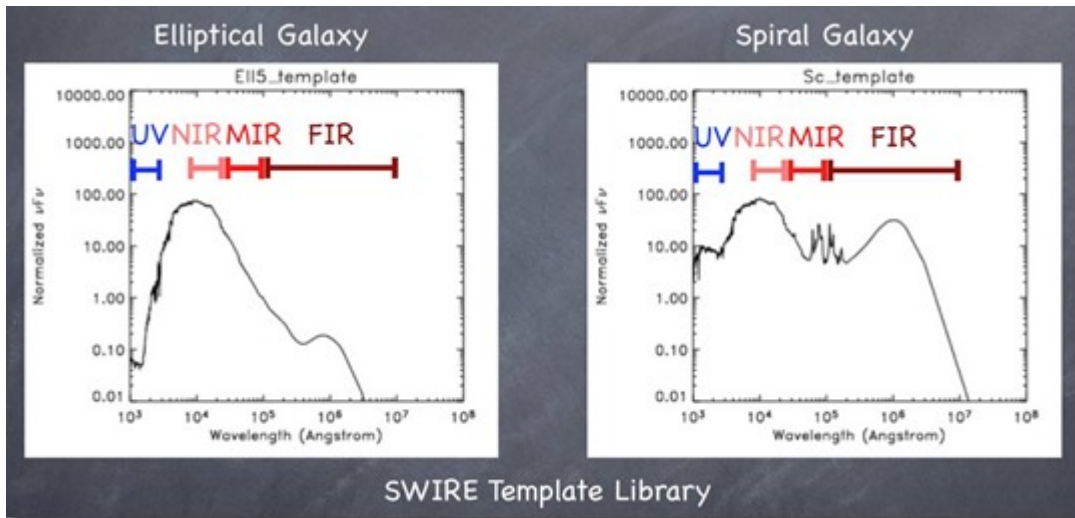 Elliptical Galaxy
Ell5_template
10000.00
1000.00
100.00
10.00
1.00
0.10
0.01
Normalized νFν
UV NIR MIR FIR
10³ 10⁴ 10⁵ 10⁶ 10⁷ 10⁸
Wavelength (Angstrom)
Spiral Galaxy
Sc_template
10000.00
1000.00
100.00
10.00
1.00
0.10
0.01
Normalized νFν
UV NIR MIR FIR
10³ 10⁴ 10⁵ 10⁶ 10⁷ 10⁸
Wavelength (Angstrom)
SWIRE Template Library